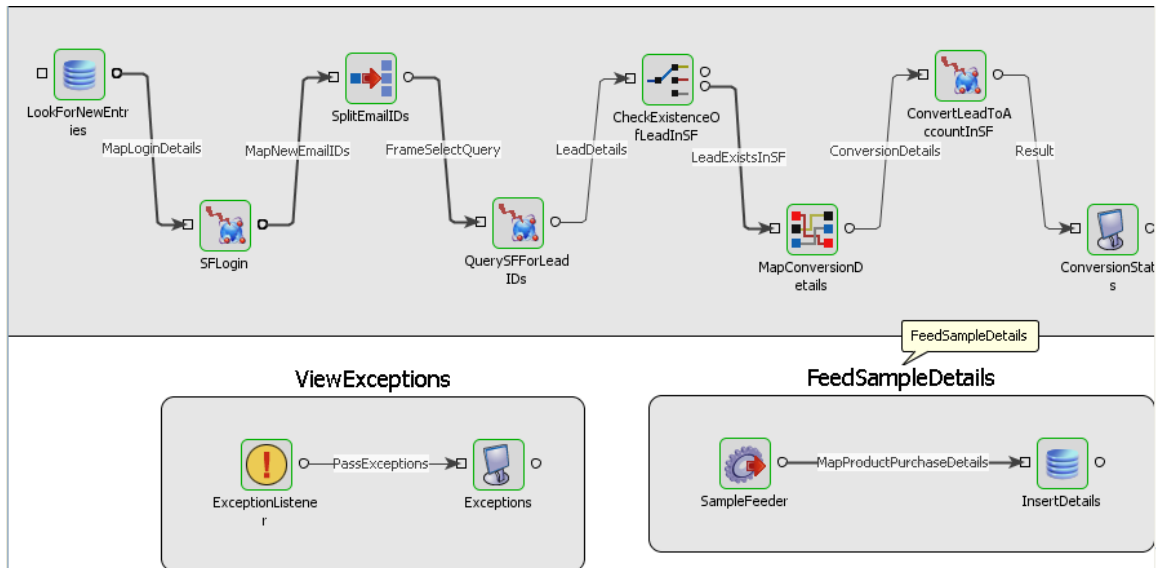 LookForNewEntr
ies
MapLoginDetails
SFLogin
MapNewEmailIDs
SplitEmailIDs
FrameSelectQuery
QuerySFForLead
IDs
LeadDetails
CheckExistenceO
fLeadInSF
LeadExistsInSF
MapConversionD
etails
ConversionDetails
ConvertLeadToA
ccountInSF
Result
ConversionStat
s
FeedSampleDetails
ViewExceptions
FeedSampleDetails
ExceptionListene
r
PassExceptions
Exceptions
SampleFeeder
MapProductPurchaseDetails
InsertDetails